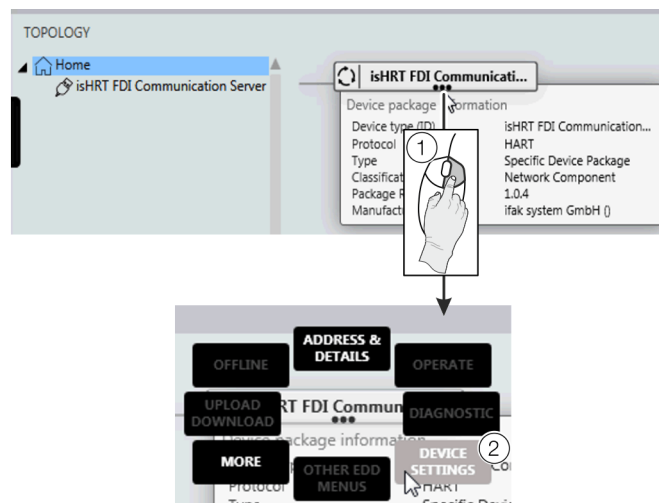 TOPOLOGY
Home
isHRT FDI Communication Server
isHRT FDI Communicati...
Device package information
Device type (ID) isHRT FDI Communication...
Protocol HART
Type Specific Device Package
Network Component
Package 1.0.4
ifak system GmbH ()
1
ADDRESS &
DETAILS
OFFLINE
OPERATE
UPLOAD
DOWNLOAD
RT FDI Commun
DIAGNOSTIC
package information
MORE
OTHER EDD
MENUS
DEVICE
SETTINGS
2
Protocol HART